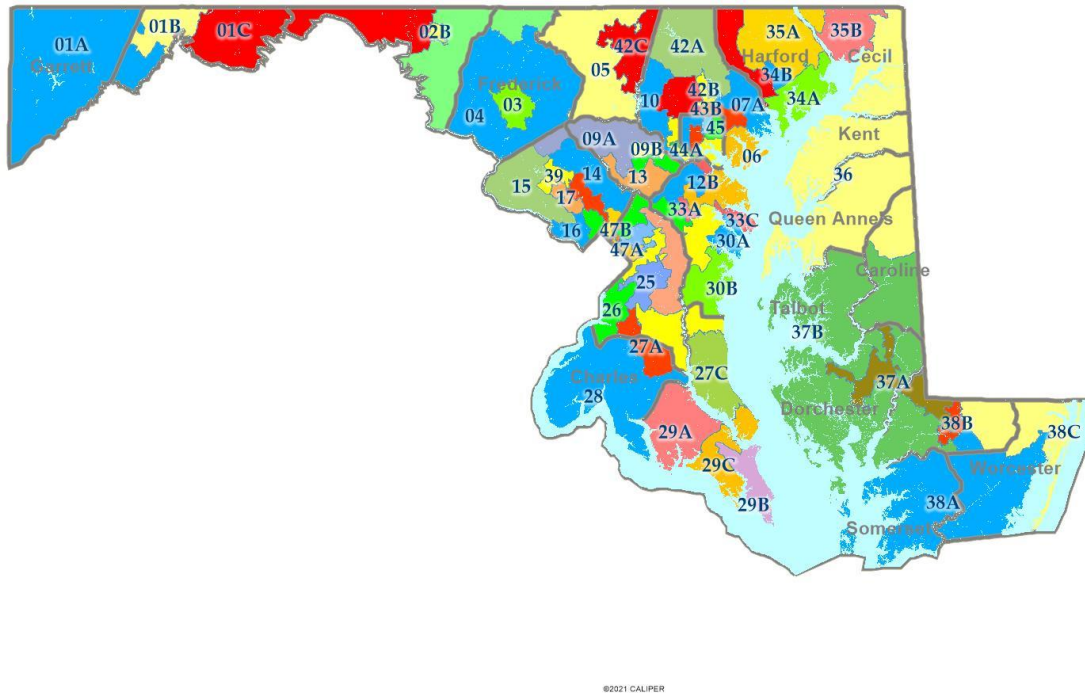 01A
01B
01C
02B
05
42C
42A
35A
35B
Garrett
Harford
Cecil
Frederick
03
04
10
42B
43B
07A
34B
34A
45
06
Kent
09A
09B
44A
36
15
39
14
13
12B
17
16
33A
33C
Queen Anne's
47B
47A
30A
25
30B
Caroline
26
Talbot
37B
27A
27C
37A
Charles
28
Dorchester
38B
38C
29A
29C
29B
Worcester
38A
Somerset
©2021 CALIPER